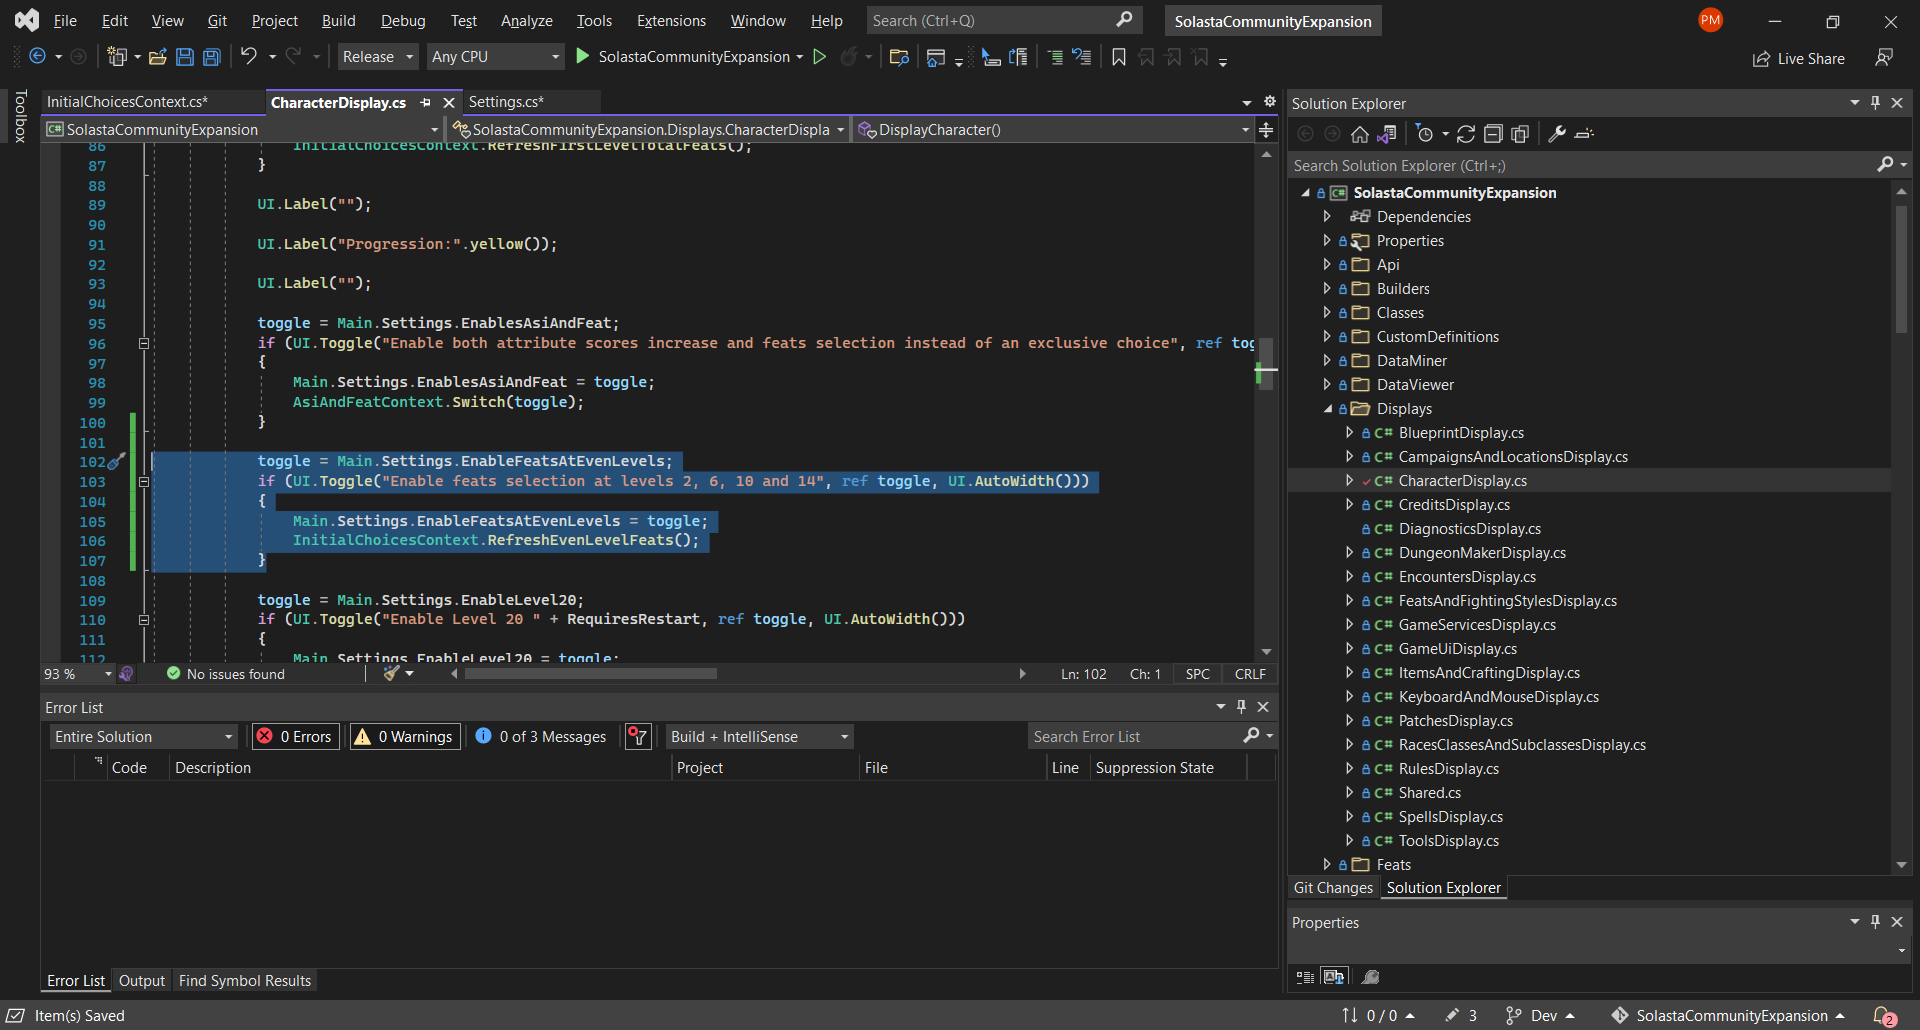 File Edit View Git Project Build Debug Test Analyze Tools Extensions Window Help Search (Ctrl+Q) SolastaCommunityExpansion PM
Release Any CPU SolastaCommunityExpansion Live Share
Toolbox
InitialChoicesContext.cs* CharacterDisplay.cs Settings.cs*
C# SolastaCommunityExpansion SolastaCommunityExpansion.Displays.CharacterDispla DisplayCharacter()
86 InitialChoicesContext.RefreshFirstLevelTotalFeats();
87 }
88
89 UI.Label("");
90
91 UI.Label("Progression:".yellow());
92
93 UI.Label("");
94
95 toggle = Main.Settings.EnablesAsiAndFeat;
96 if (UI.Toggle("Enable both attribute scores increase and feats selection instead of an exclusive choice", ref tog
97 {
98 Main.Settings.EnablesAsiAndFeat = toggle;
99 AsiAndFeatContext.Switch(toggle);
100 }
101
102 toggle = Main.Settings.EnableFeatsAtEvenLevels;
103 if (UI.Toggle("Enable feats selection at levels 2, 6, 10 and 14", ref toggle, UI.AutoWidth()))
104 {
105 Main.Settings.EnableFeatsAtEvenLevels = toggle;
106 InitialChoicesContext.RefreshEvenLevelFeats();
107 }
108
109 toggle = Main.Settings.EnableLevel20;
110 if (UI.Toggle("Enable Level 20 " + RequiresRestart, ref toggle, UI.AutoWidth()))
111 {
112 Main.Settings.EnableLevel20 = toggle;
93 % No issues found Ln: 102 Ch: 1 SPC CRLF
Error List
Entire Solution 0 Errors 0 Warnings 0 of 3 Messages Build + IntelliSense Search Error List
Code Description Project File Line Suppression State
Error List Output Find Symbol Results
Solution Explorer
Search Solution Explorer (Ctrl+;)
C# SolastaCommunityExpansion
Dependencies
Properties
Api
Builders
Classes
CustomDefinitions
DataMiner
DataViewer
Displays
C# BlueprintDisplay.cs
C# CampaignsAndLocationsDisplay.cs
C# CharacterDisplay.cs
C# CreditsDisplay.cs
C# DiagnosticsDisplay.cs
C# DungeonMakerDisplay.cs
C# EncountersDisplay.cs
C# FeatsAndFightingStylesDisplay.cs
C# GameServicesDisplay.cs
C# GameUiDisplay.cs
C# ItemsAndCraftingDisplay.cs
C# KeyboardAndMouseDisplay.cs
C# PatchesDisplay.cs
C# RacesClassesAndSubclassesDisplay.cs
C# RulesDisplay.cs
C# Shared.cs
C# SpellsDisplay.cs
C# ToolsDisplay.cs
Feats
Git Changes Solution Explorer
Properties
Item(s) Saved 0 / 0 3 Dev SolastaCommunityExpansion 2